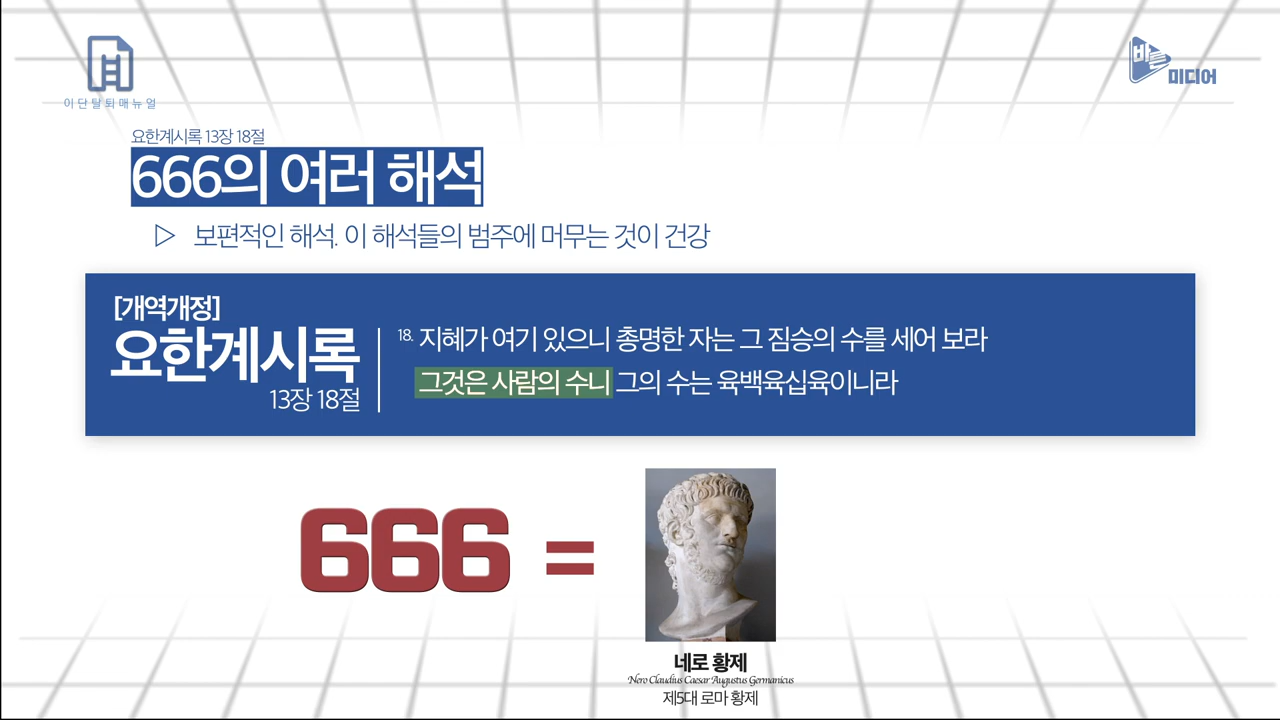 이단탈퇴매뉴얼
바른
미디어
요한계시록 13장 18절
666의 여러 해석
▷ 보편적인 해석. 이 해석들의 범주에 머무는 것이 건강
[개역개정]
요한계시록
13장 18절
18. 지혜가 여기 있으니 총명한 자는 그 짐승의 수를 세어 보라
그것은 사람의 수니 그의 수는 육백육십육이니라
666 =
네로 황제
Nero Claudius Caesar Augustus Germanicus
제5대 로마 황제